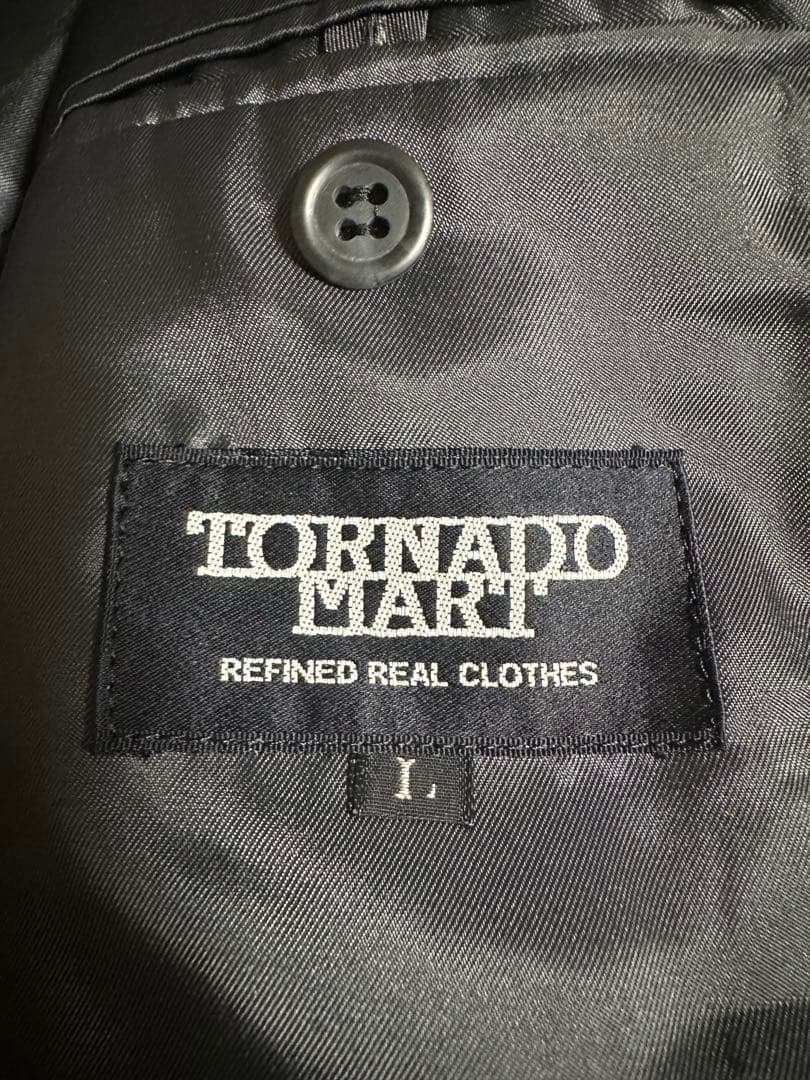 TORNADO
MART
REFINED REAL CLOTHES
L